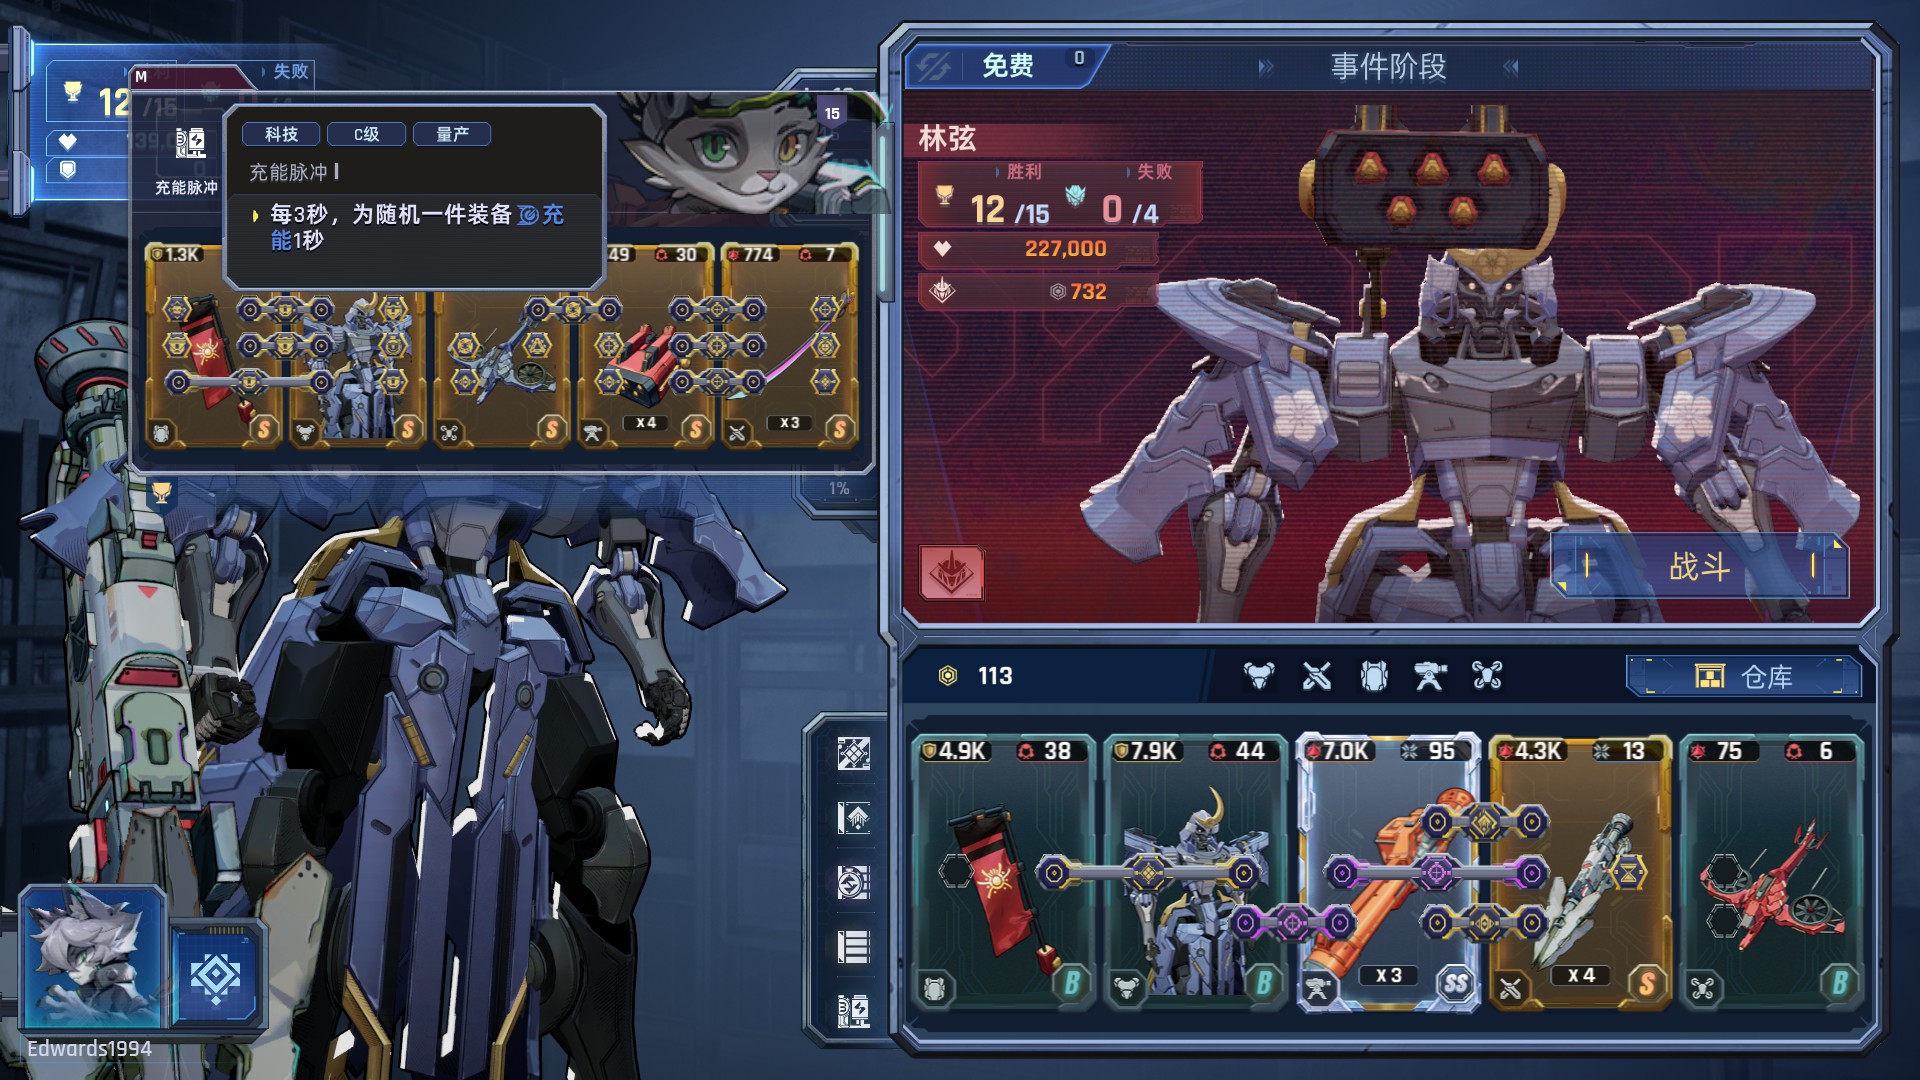 失败
M
12/15
139,
充能脉冲
科技
C级
量产
充能脉冲 I
每3秒，为随机一件装备充
能1秒
15
1.3K
49
30
774
7
S
S
S
x4
S
x3
S
1%
Edwards1994
免费
0
事件阶段
林弦
胜利
失败
12/15
0/4
227,000
732
战斗
113
仓库
4.9K
38
7.9K
44
7.0K
95
4.3K
13
75
6
B
B
x3
SS
x4
S
B